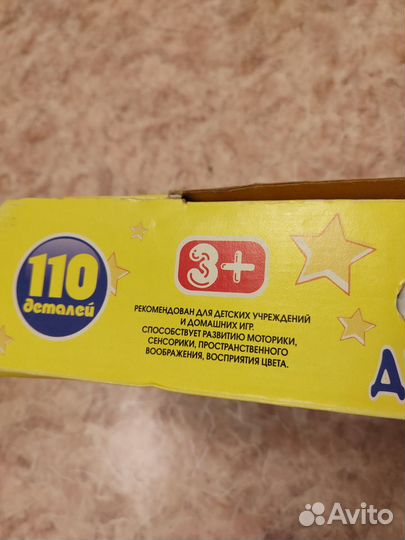 110
деталей
3+
РЕКОМЕНДОВАН ДЛЯ ДЕТСКИХ УЧРЕЖДЕНИЙ
И ДОМАШНИХ ИГР.
СПОСОБСТВУЕТ РАЗВИТИЮ МОТОРИКИ,
СЕНСОРИКИ, ПРОСТРАНСТВЕННОГО
ВООБРАЖЕНИЯ, ВОСПРИЯТИЯ ЦВЕТА.
Д
Avito